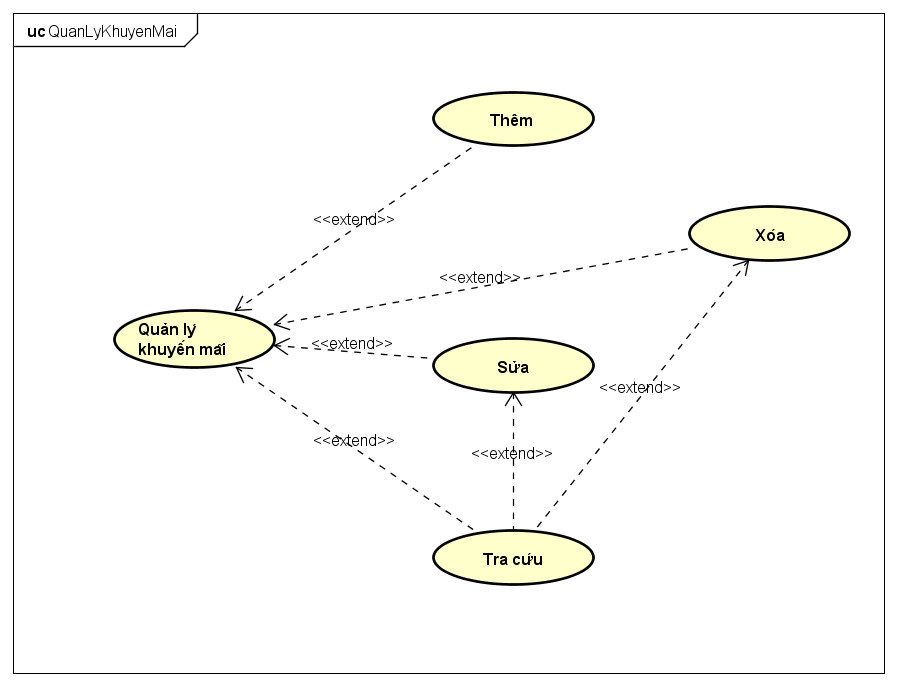 uc QuanLyKhuyenMai
Thêm
<<extend>>
Xóa
<<extend>>
Quản lý
khuyến mãi
<<extend>>
Sửa
<<extend>>
<<extend>>
<<extend>>
Tra cứu